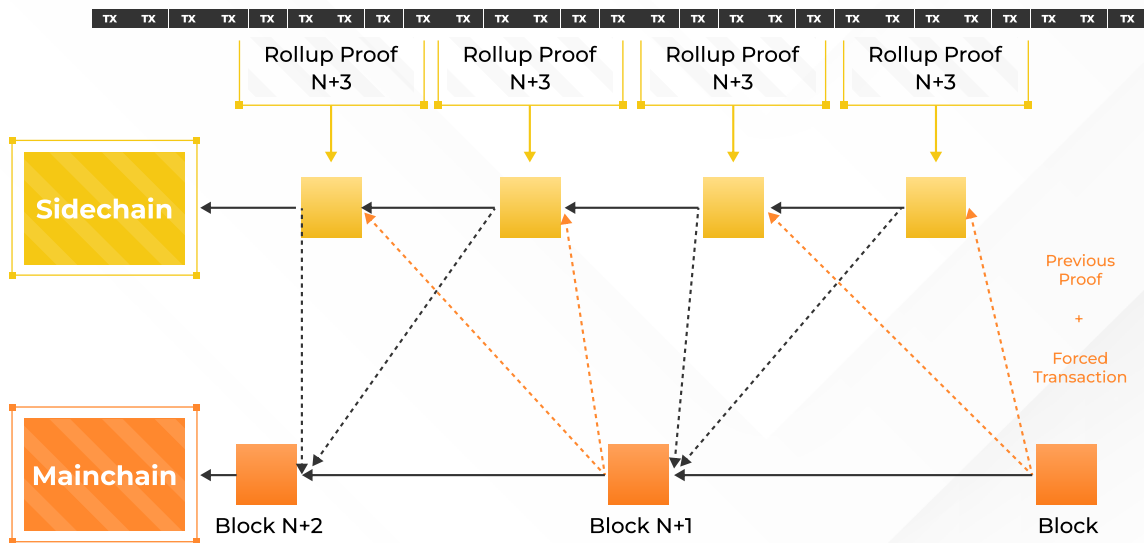 TX TX TX TX TX TX TX TX TX TX TX TX TX TX TX TX TX TX TX TX TX TX TX TX TX TX TX
Rollup Proof
N+3
Rollup Proof
N+3
Rollup Proof
N+3
Rollup Proof
N+3
Sidechain
Previous
Proof
+
Forced
Transaction
Mainchain
Block N+2
Block N+1
Block